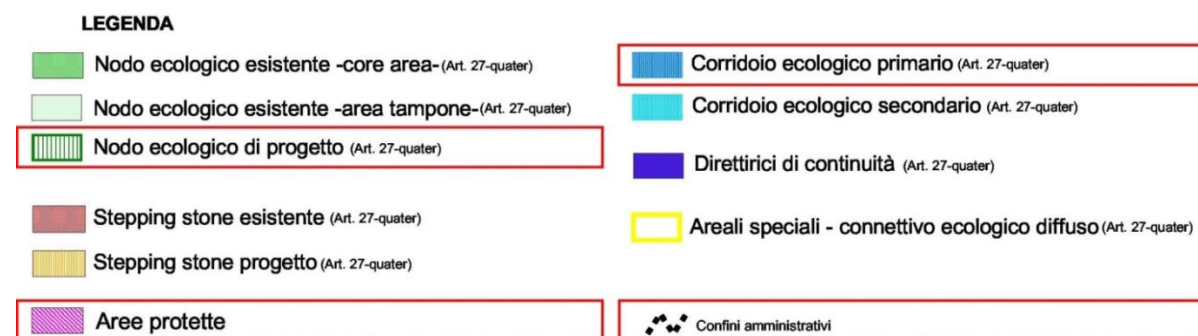 LEGENDA
Nodo ecologico esistente -core area- (Art. 27-quater)
Nodo ecologico esistente -area tampone- (Art. 27-quater)
Nodo ecologico di progetto (Art. 27-quater)
Stepping stone esistente (Art. 27-quater)
Stepping stone progetto (Art. 27-quater)
Aree protette
Corridoio ecologico primario (Art. 27-quater)
Corridoio ecologico secondario (Art. 27-quater)
Direttirici di continuità (Art. 27-quater)
Areali speciali - connettivo ecologico diffuso (Art. 27-quater)
Confini amministrativi